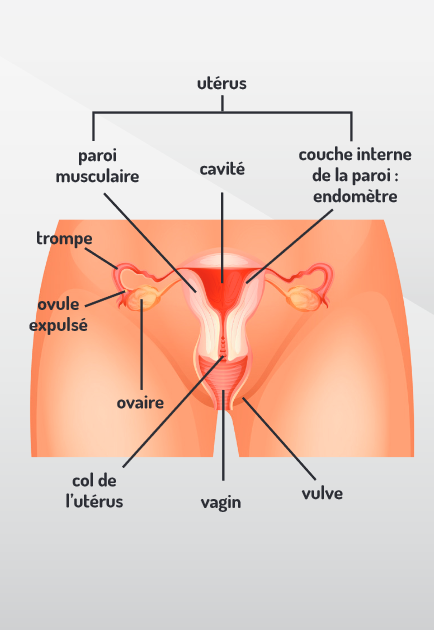 utérus
paroi
musculaire
cavité
couche interne
de la paroi :
endomètre
trompe
ovule
expulsé
ovaire
col de
l'utérus
vagin
vulve